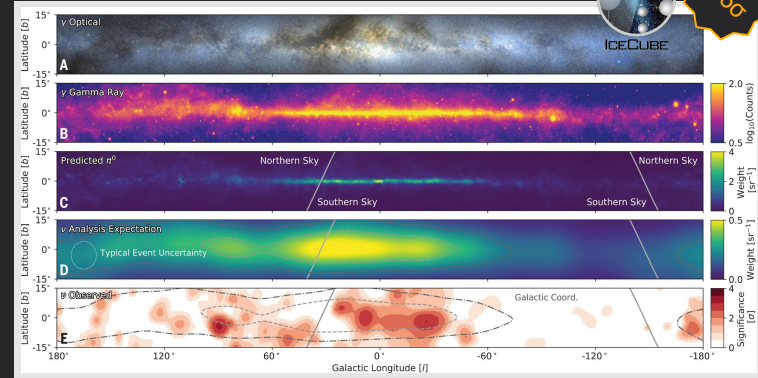 15° γ Optical
Latitude [b]
0°
-15° A
ICECUBE
15° γ Gamma Ray
Latitude [b]
0°
-15° B
2.0
log₁₀(Counts)
0.5
15° Predicted π⁰
Latitude [b]
0°
-15° C
Northern Sky
Southern Sky
Northern Sky
Southern Sky
4
2
0
Weight [sr⁻¹]
15° ν Analysis Expectation
Latitude [b]
0°
-15° D
Typical Event Uncertainty
0.5
0.0
Weight [sr⁻¹]
15° ν Observed
Latitude [b]
0°
-15° E
Galactic Coord.
4
2
0
Significance [σ]
180° 120° 60° 0° -60° -120° -180°
Galactic Longitude [l]